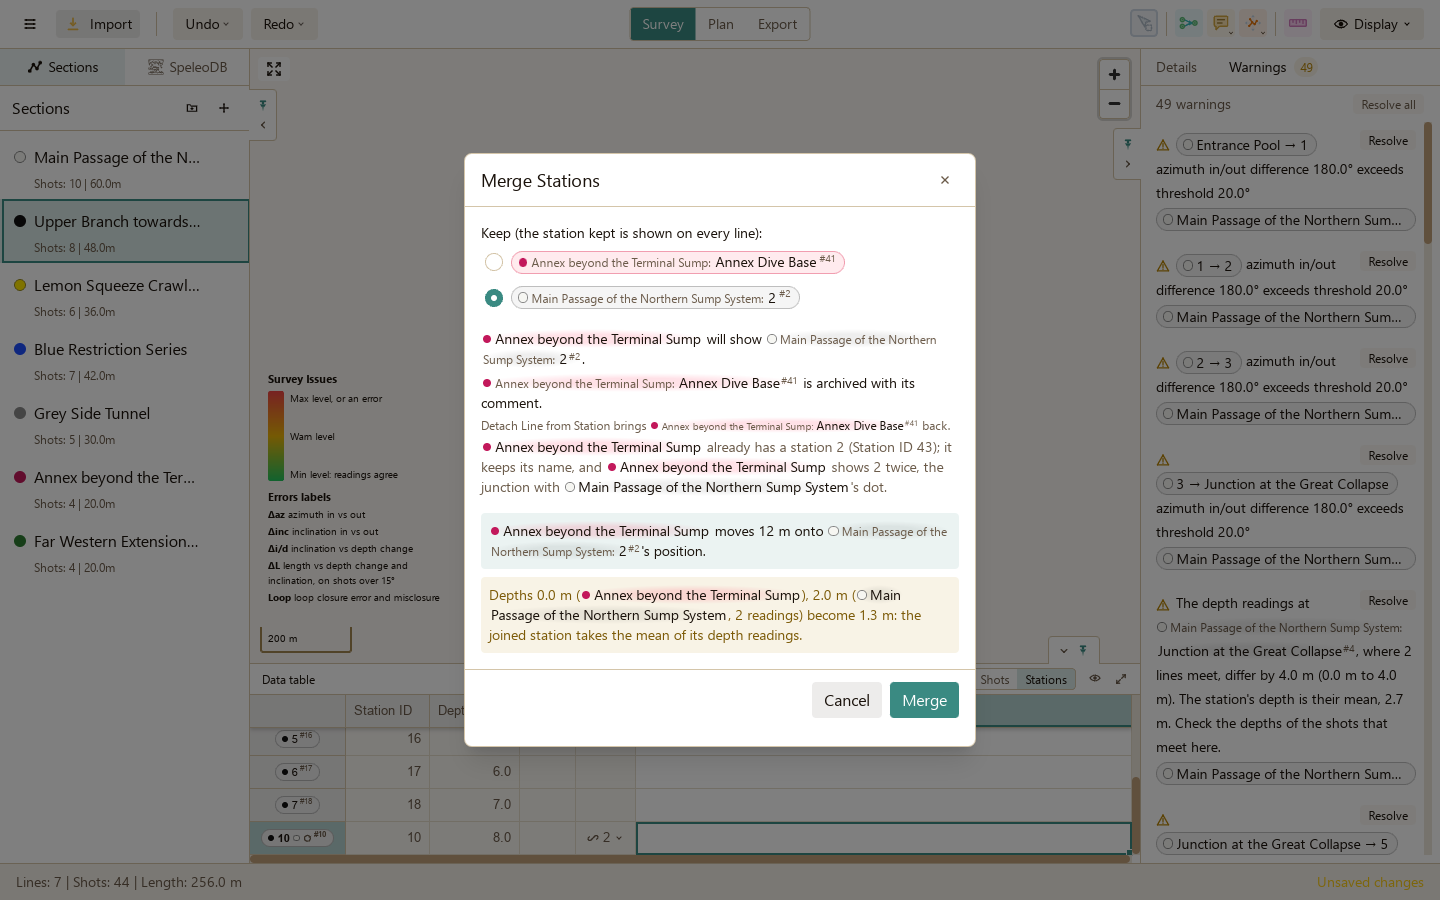 Import
Undo
Redo
Survey
Plan
Export
Display
Sections
SpeleoDB
Sections
Main Passage of the N...
Shots: 10 | 60.0m
Upper Branch towards...
Shots: 8 | 48.0m
Lemon Squeeze Crawl...
Shots: 6 | 36.0m
Blue Restriction Series
Shots: 7 | 42.0m
Grey Side Tunnel
Shots: 5 | 30.0m
Annex beyond the Ter...
Shots: 4 | 20.0m
Far Western Extension...
Shots: 4 | 20.0m
Survey Issues
Max level, or an error
Warn level
Min level: readings agree
Errors labels
Δaz azimuth in vs out
Δinc inclination in vs out
Δi/d inclination vs depth change
ΔL length vs depth change and
inclination, on shots over 15°
Loop loop closure error and misclosure
200 m
Merge Stations
×
Keep (the station kept is shown on every line):
Annex beyond the Terminal Sump: Annex Dive Base #41
Main Passage of the Northern Sump System: 2 #2
Annex beyond the Terminal Sump will show Main Passage of the Northern
Sump System: 2 #2.
Annex beyond the Terminal Sump: Annex Dive Base #41 is archived with its
comment.
Detach Line from Station brings Annex beyond the Terminal Sump: Annex Dive Base #41 back.
Annex beyond the Terminal Sump already has a station 2 (Station ID 43); it
keeps its name, and Annex beyond the Terminal Sump shows 2 twice, the
junction with Main Passage of the Northern Sump System's dot.
Annex beyond the Terminal Sump moves 12 m onto Main Passage of the
Northern Sump System: 2 #2's position.
Depths 0.0 m (Annex beyond the Terminal Sump), 2.0 m (Main
Passage of the Northern Sump System, 2 readings) become 1.3 m: the
joined station takes the mean of its depth readings.
Cancel
Merge
Data table
Shots
Stations
Station ID
Dept
5 #16
16
6 #17
17
6.0
7 #18
18
7.0
10 #10
10
8.0
2
Details
Warnings
49
49 warnings
Resolve all
Entrance Pool → 1
Resolve
azimuth in/out difference 180.0° exceeds
threshold 20.0°
Main Passage of the Northern Sum...
1 → 2 azimuth in/out
Resolve
difference 180.0° exceeds threshold 20.0°
Main Passage of the Northern Sum...
2 → 3 azimuth in/out
Resolve
difference 180.0° exceeds threshold 20.0°
Main Passage of the Northern Sum...
Resolve
3 → Junction at the Great Collapse
azimuth in/out difference 180.0° exceeds
threshold 20.0°
Main Passage of the Northern Sum...
The depth readings at
Resolve
Main Passage of the Northern Sump System:
Junction at the Great Collapse #4, where 2
lines meet, differ by 4.0 m (0.0 m to 4.0
m). The station's depth is their mean, 2.7
m. Check the depths of the shots that
meet here.
Main Passage of the Northern Sum...
Resolve
Junction at the Great Collapse → 5
Lines: 7 | Shots: 44 | Length: 256.0 m
Unsaved changes